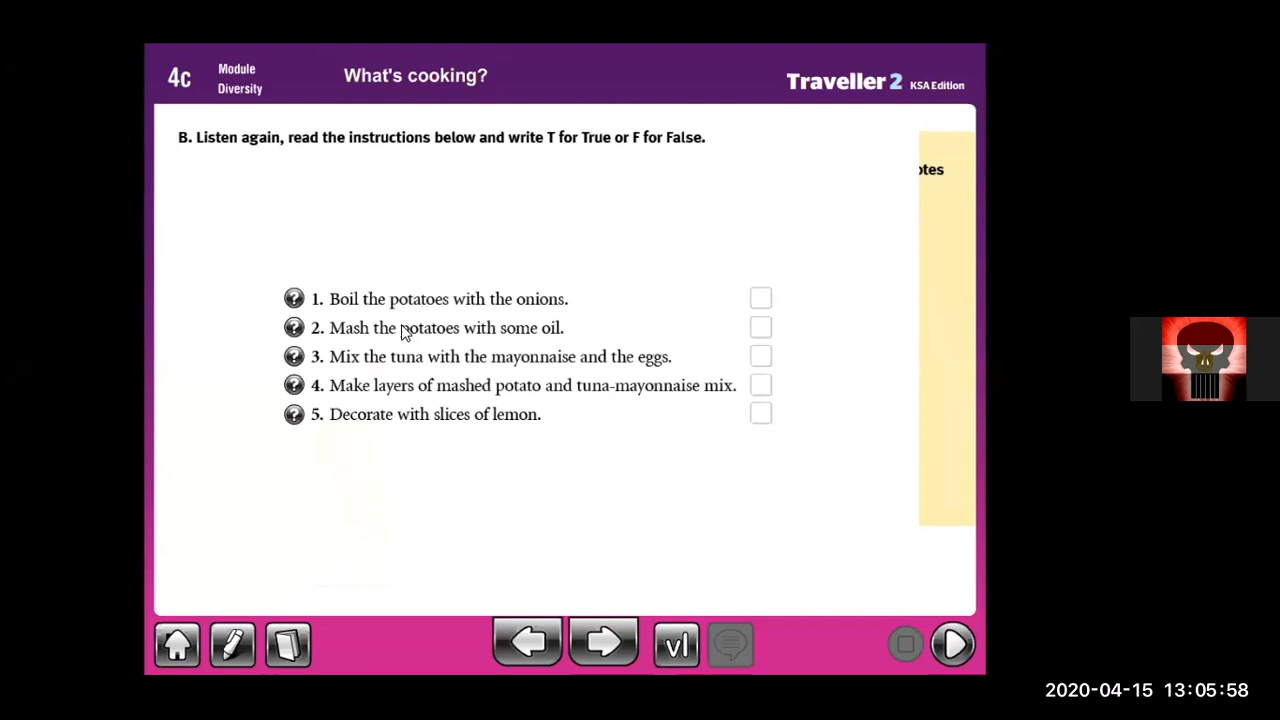 4c Module Diversity What's cooking? Traveller 2 KSA Edition
B. Listen again, read the instructions below and write T for True or F for False.
otes
1. Boil the potatoes with the onions.
2. Mash the potatoes with some oil.
3. Mix the tuna with the mayonnaise and the eggs.
4. Make layers of mashed potato and tuna-mayonnaise mix.
5. Decorate with slices of lemon.
vl
2020-04-15 13:05:58